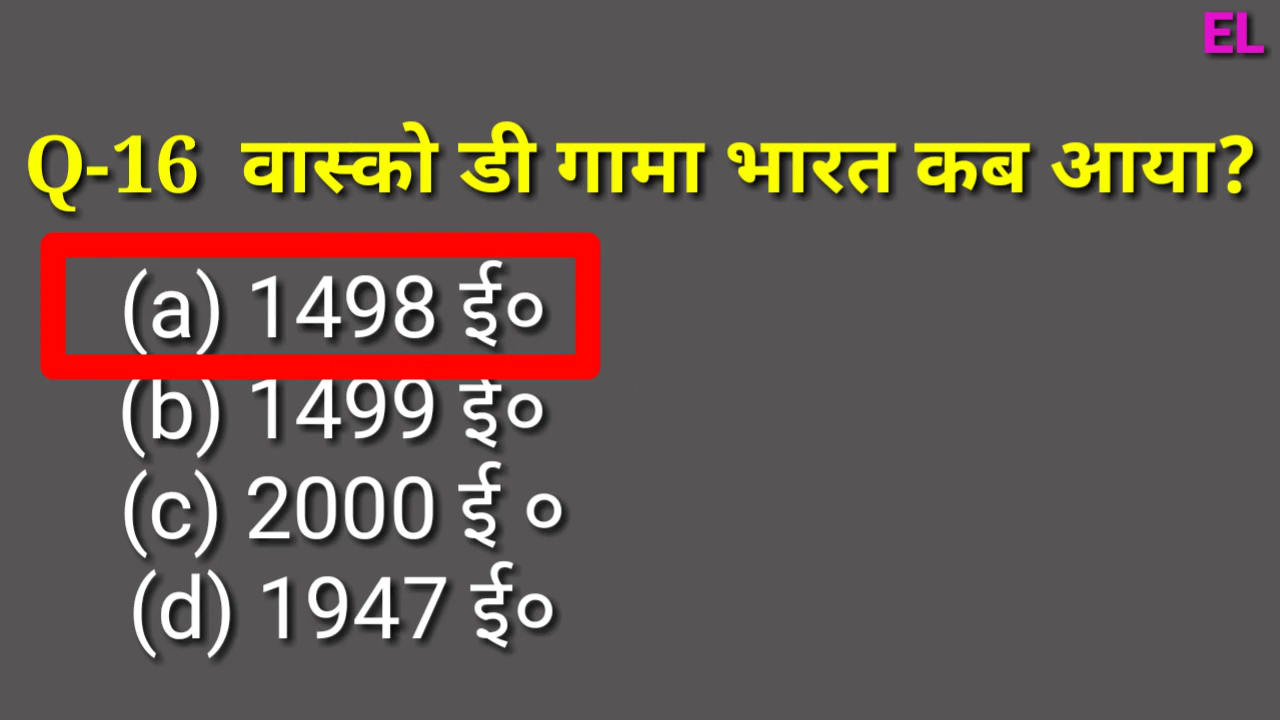 EL
Q-16 वास्को डी गामा भारत कब आया?
(a) 1498 ई०
(b) 1499 ई०
(c) 2000 ई ०
(d) 1947 ई०